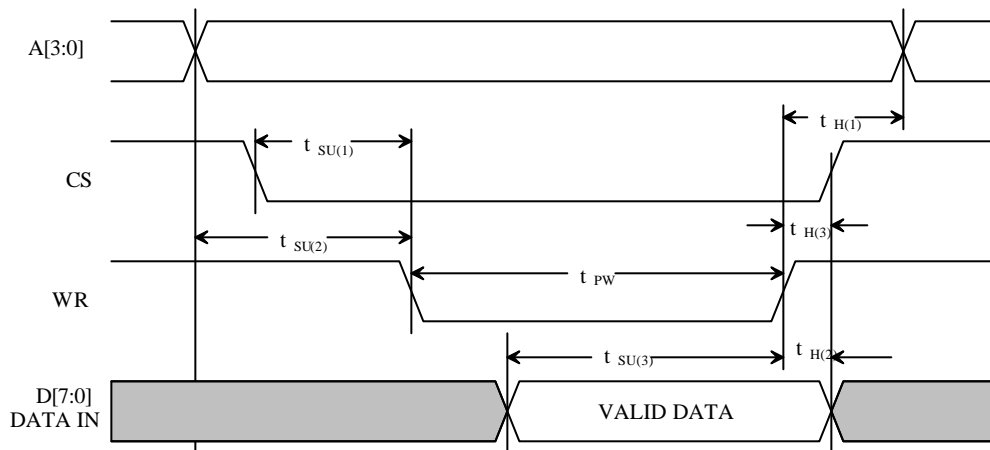 A[3:0]
t H(1)
t SU(1)
CS
t SU(2)
t H(3)
t PW
WR
t SU(3)
t H(2)
D[7:0]
DATA IN
VALID DATA